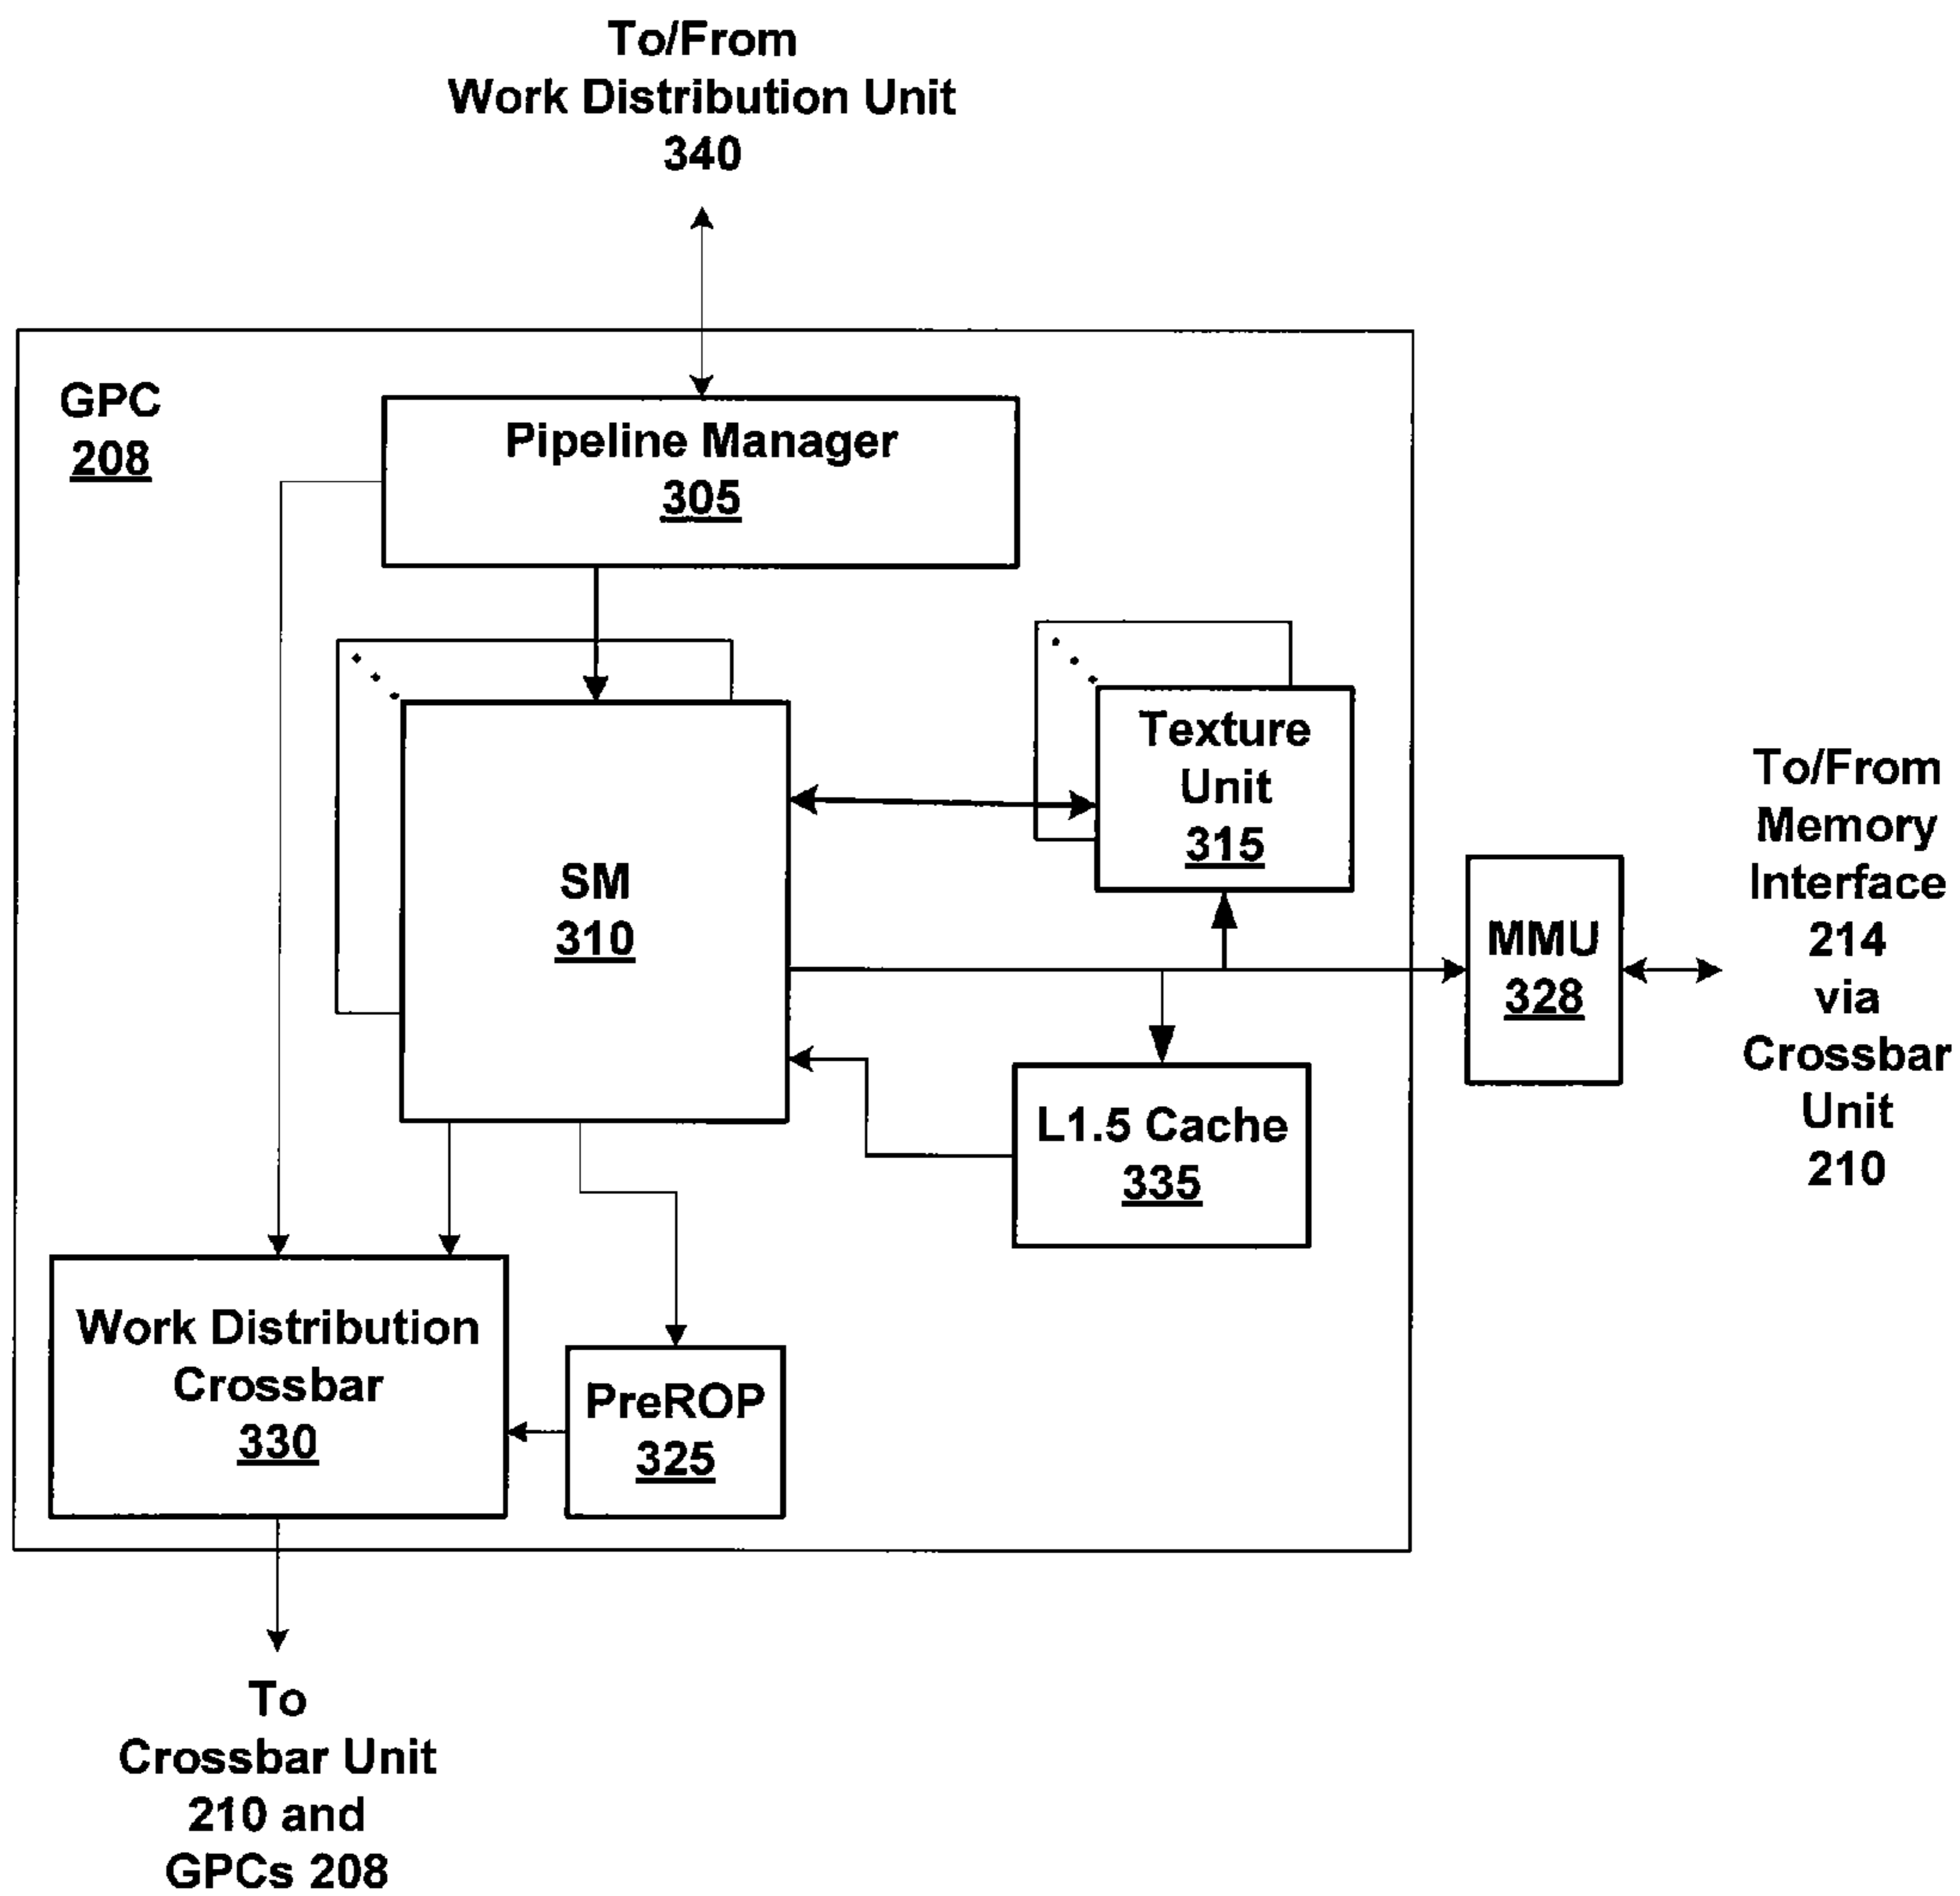 To/From
Work Distribution Unit
340
GPC
208
Pipeline Manager
305
Texture
Unit
315
SM
310
To/From
Memory
Interface
214
via
Crossbar
Unit
210
MMU
328
L1.5 Cache
335
Work Distribution
Crossbar
330
PreROP
325
To
Crossbar Unit
210 and
GPCs 208